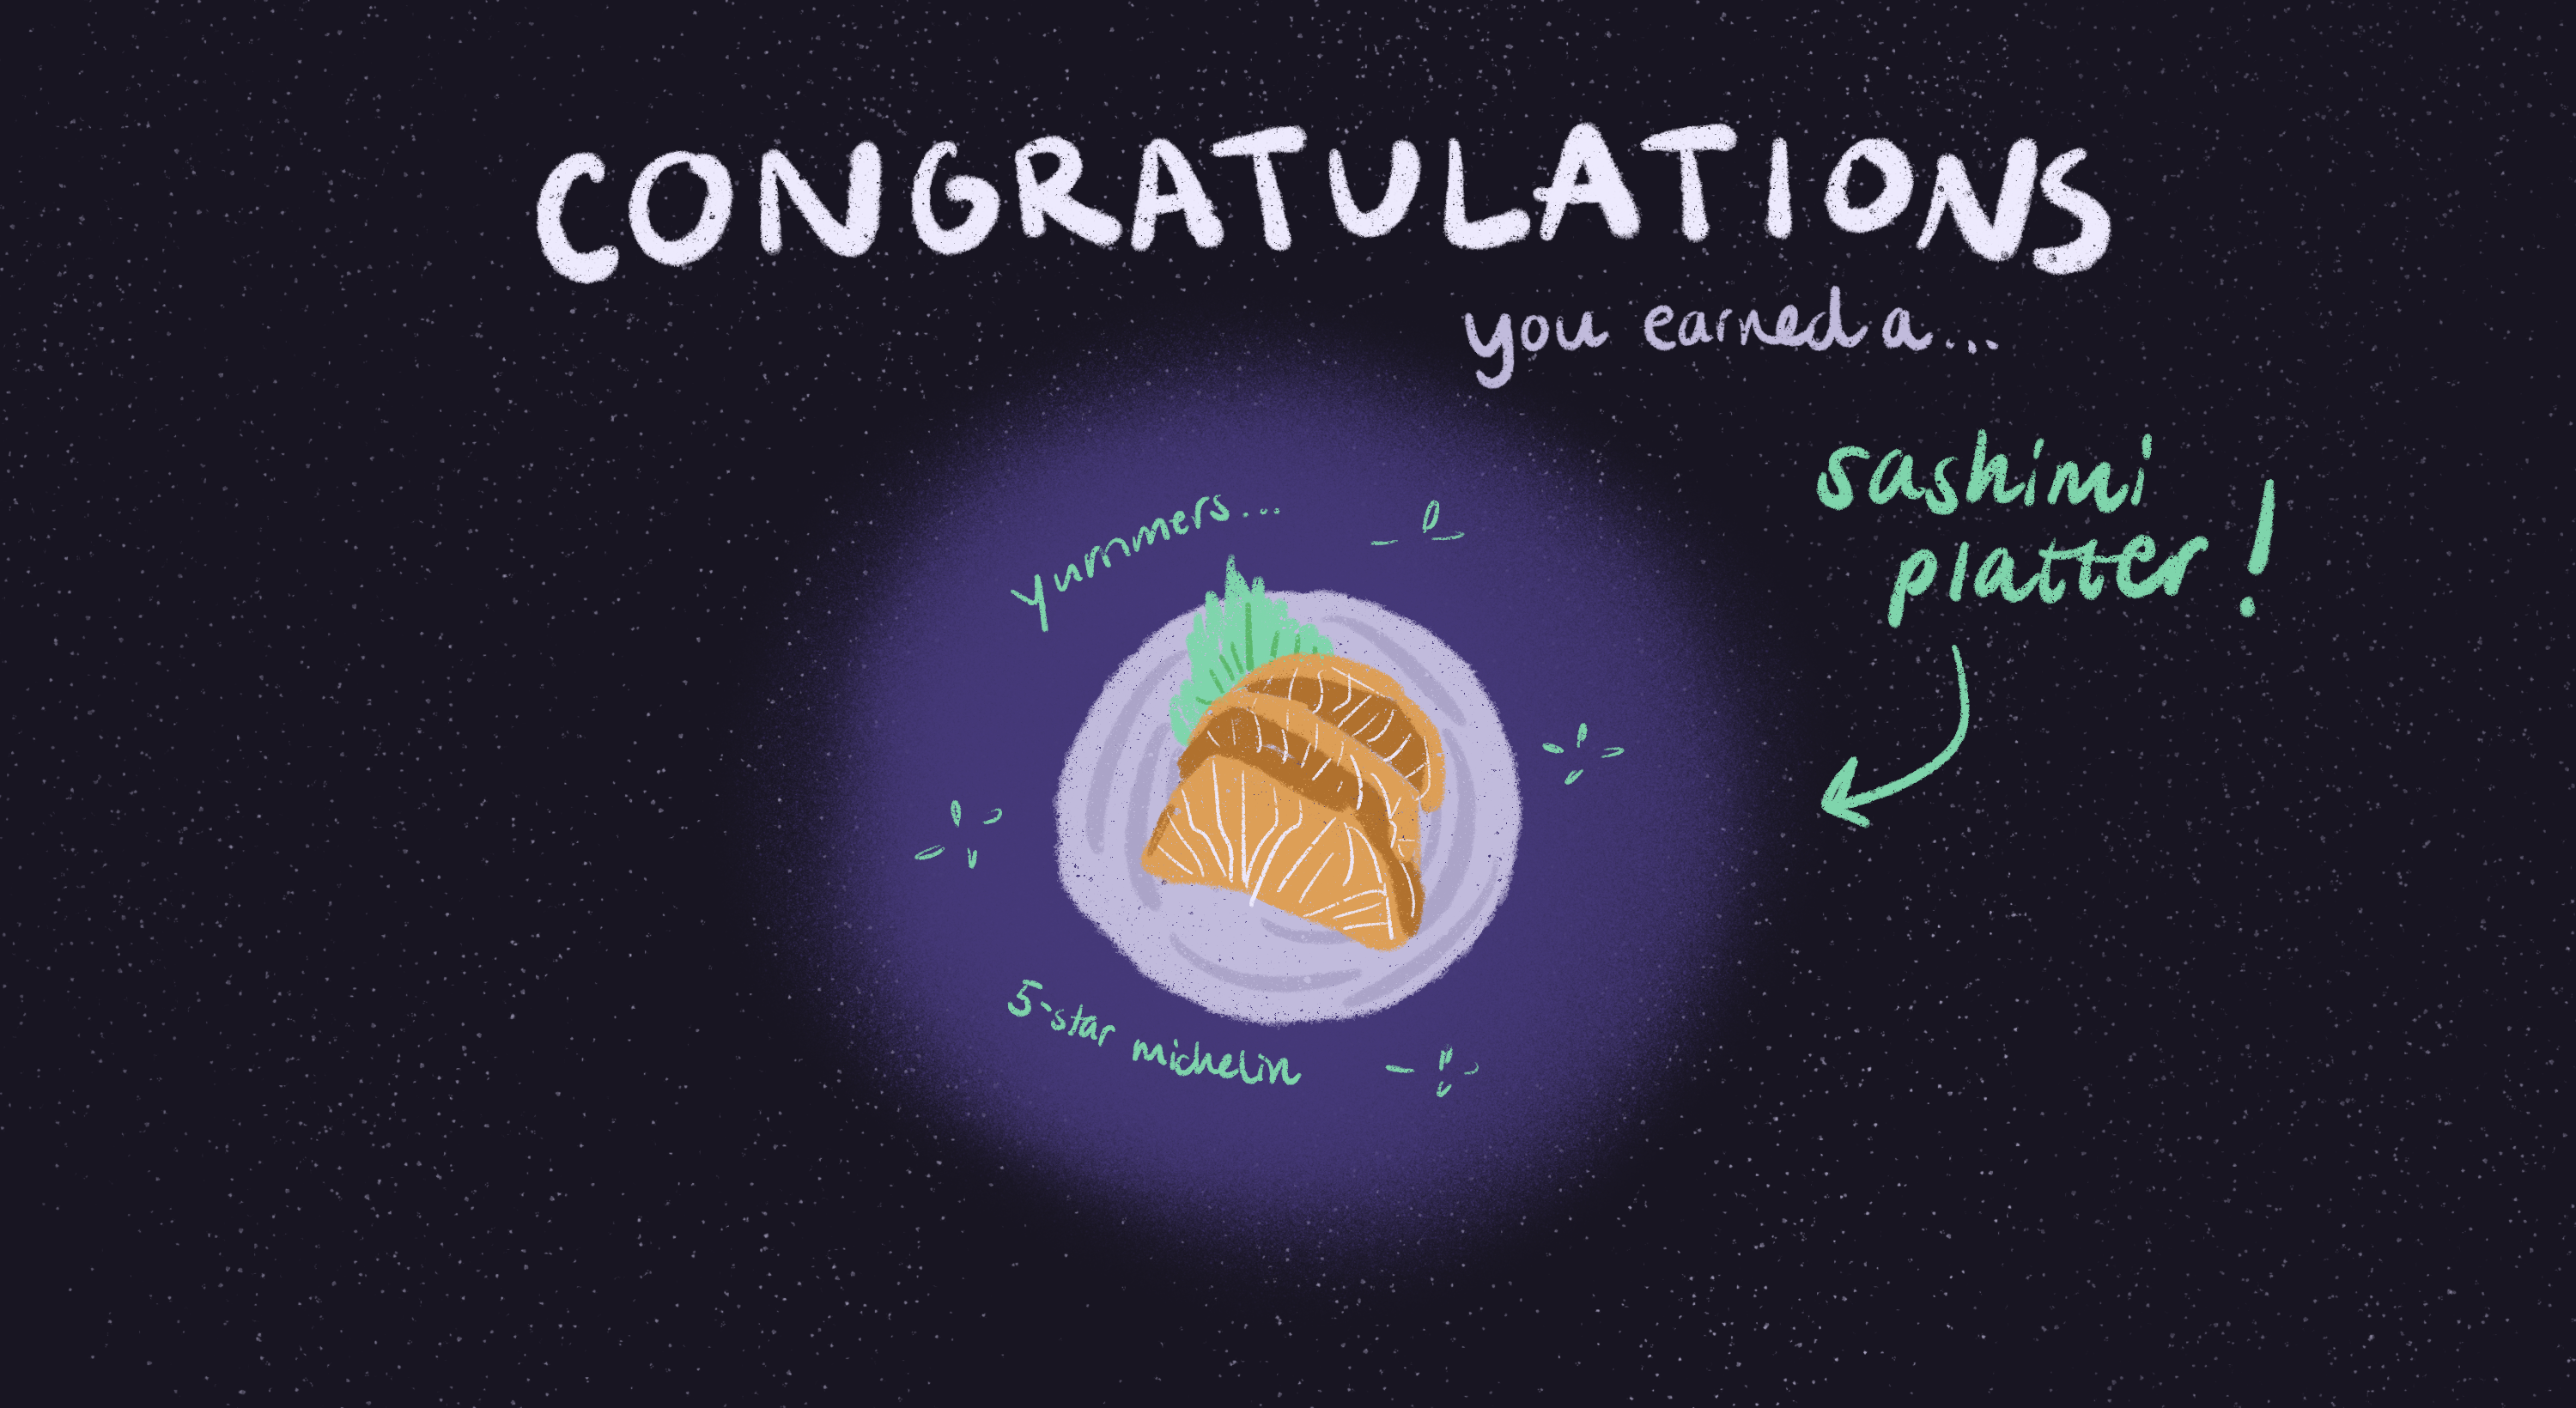 CONGRATULATIONS
you earned a...
sashimi
platter!
yummers...
5-star michelin